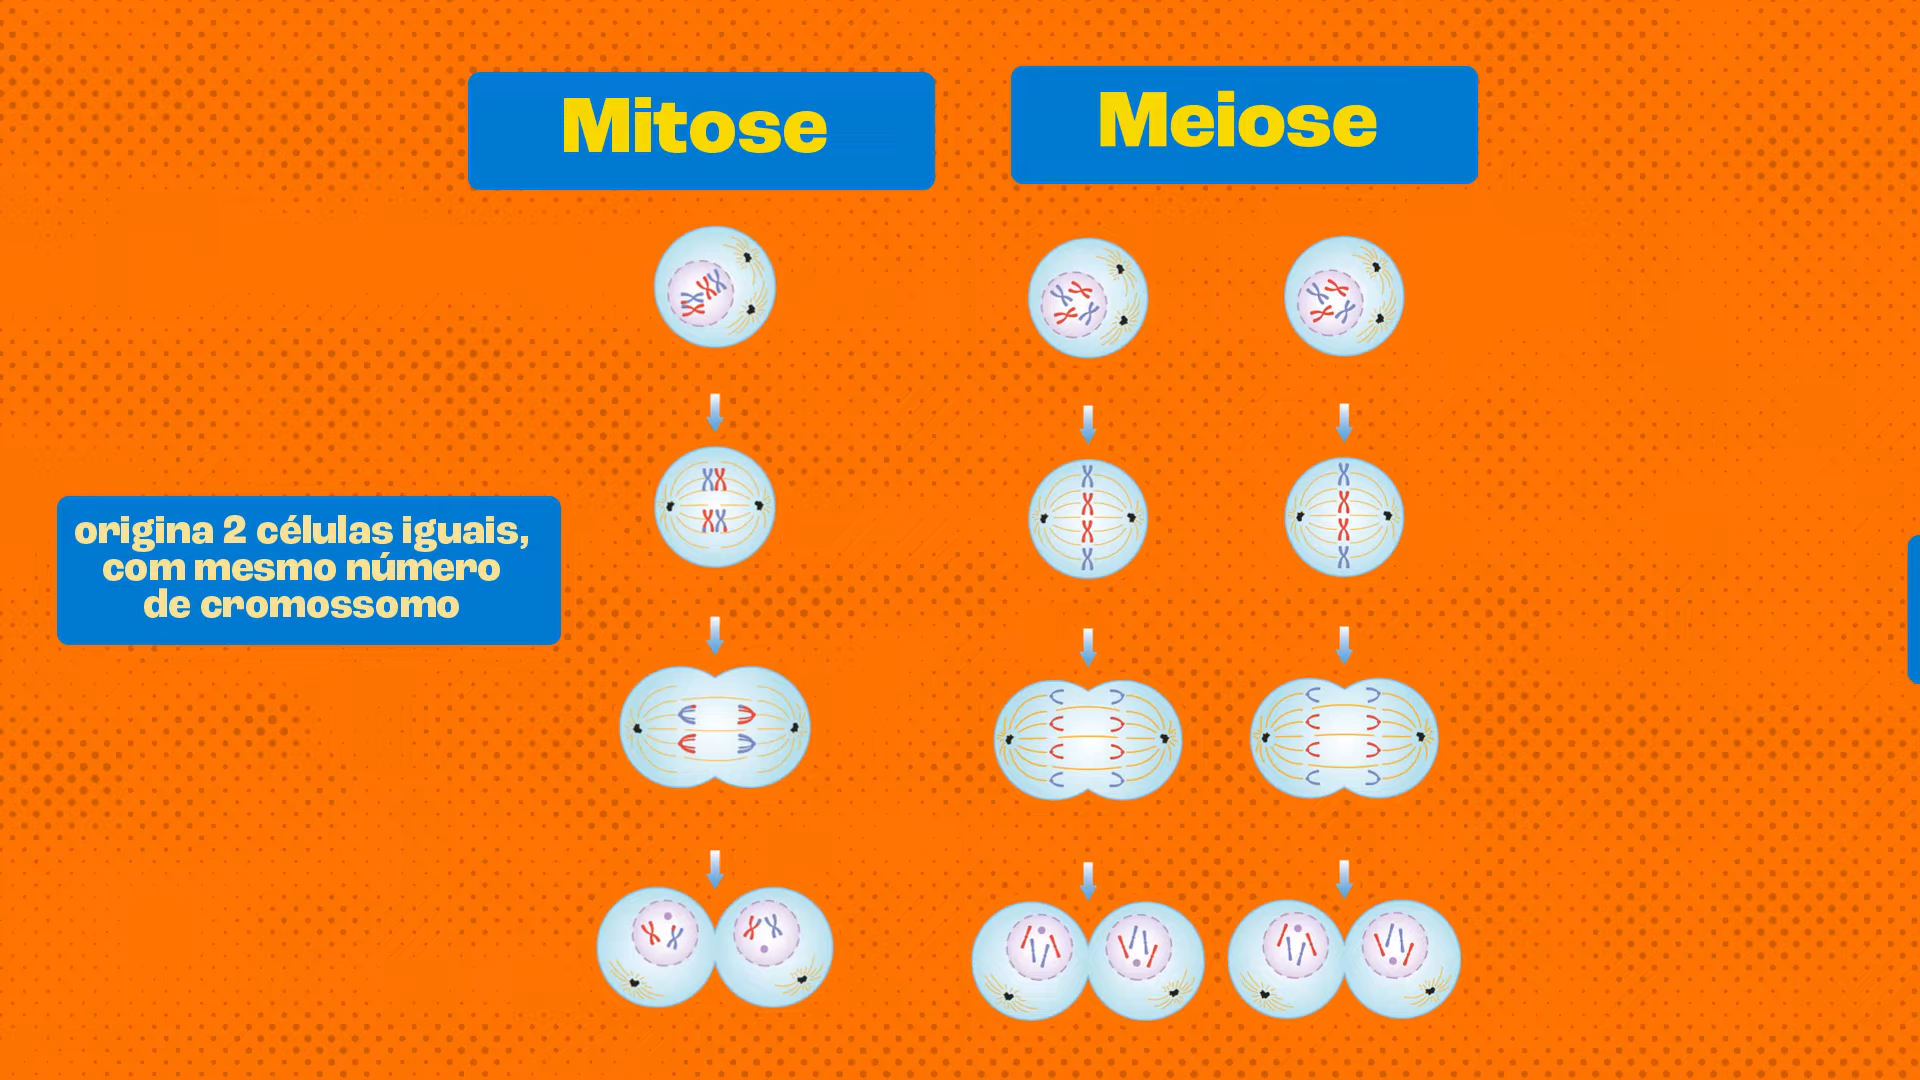 Mitose
Meiose
origina 2 células iguais,
com mesmo número
de cromossomo